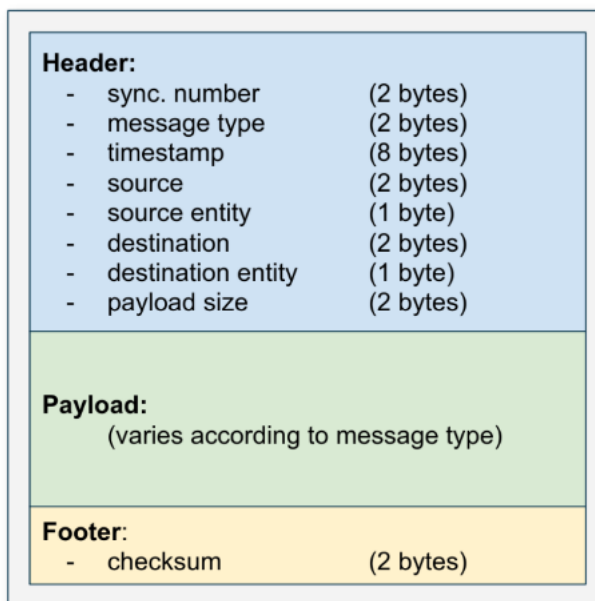 Header:
- sync. number (2 bytes)
- message type (2 bytes)
- timestamp (8 bytes)
- source (2 bytes)
- source entity (1 byte)
- destination (2 bytes)
- destination entity (1 byte)
- payload size (2 bytes)
Payload:
(varies according to message type)
Footer:
- checksum (2 bytes)